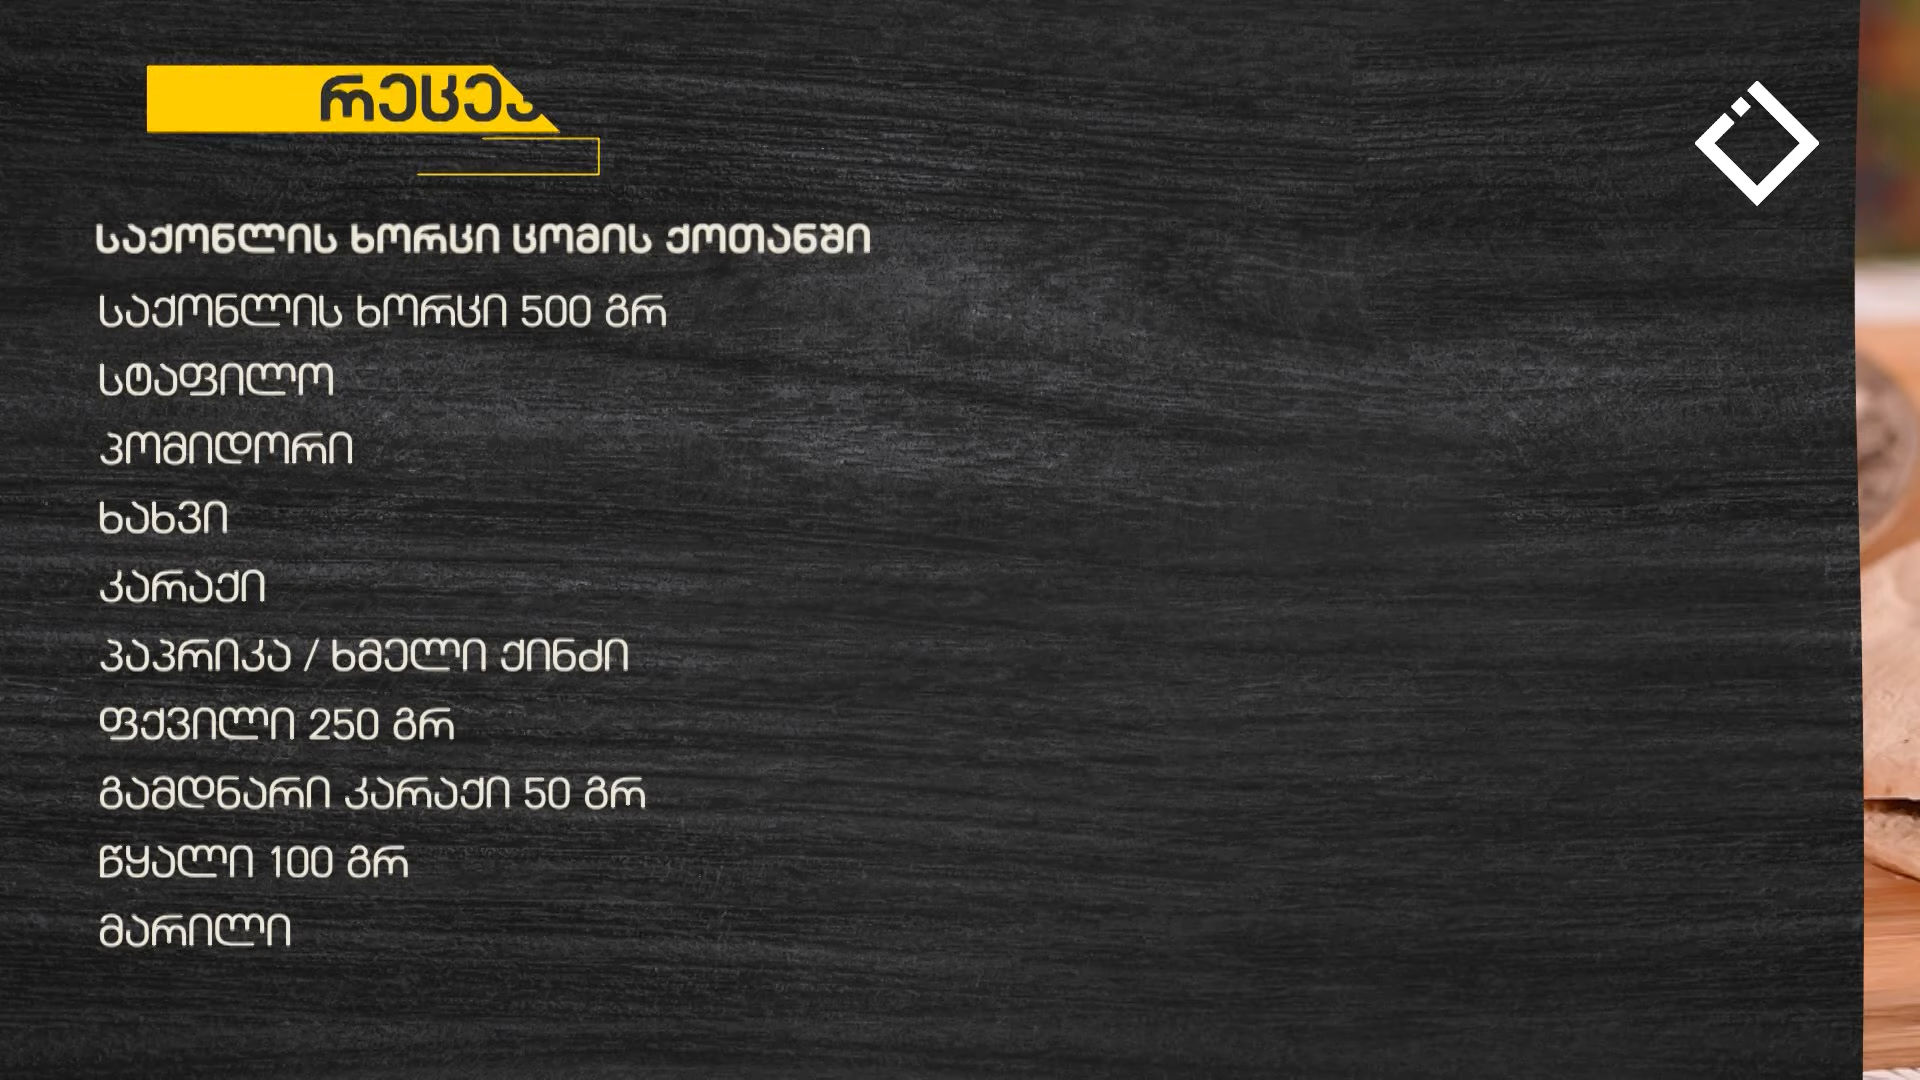 საქონლის ხორცი ცომის ქოთანში
საქონლის ხორცი 500 გრ
სტაფილო
პომიდორი
ხახვი
კარაქი
პაპრიკა / ხმელი ქინძი
ფქვილი 250 გრ
გამდნარი კარაქი 50 გრ
წყალი 100 გრ
მარილი